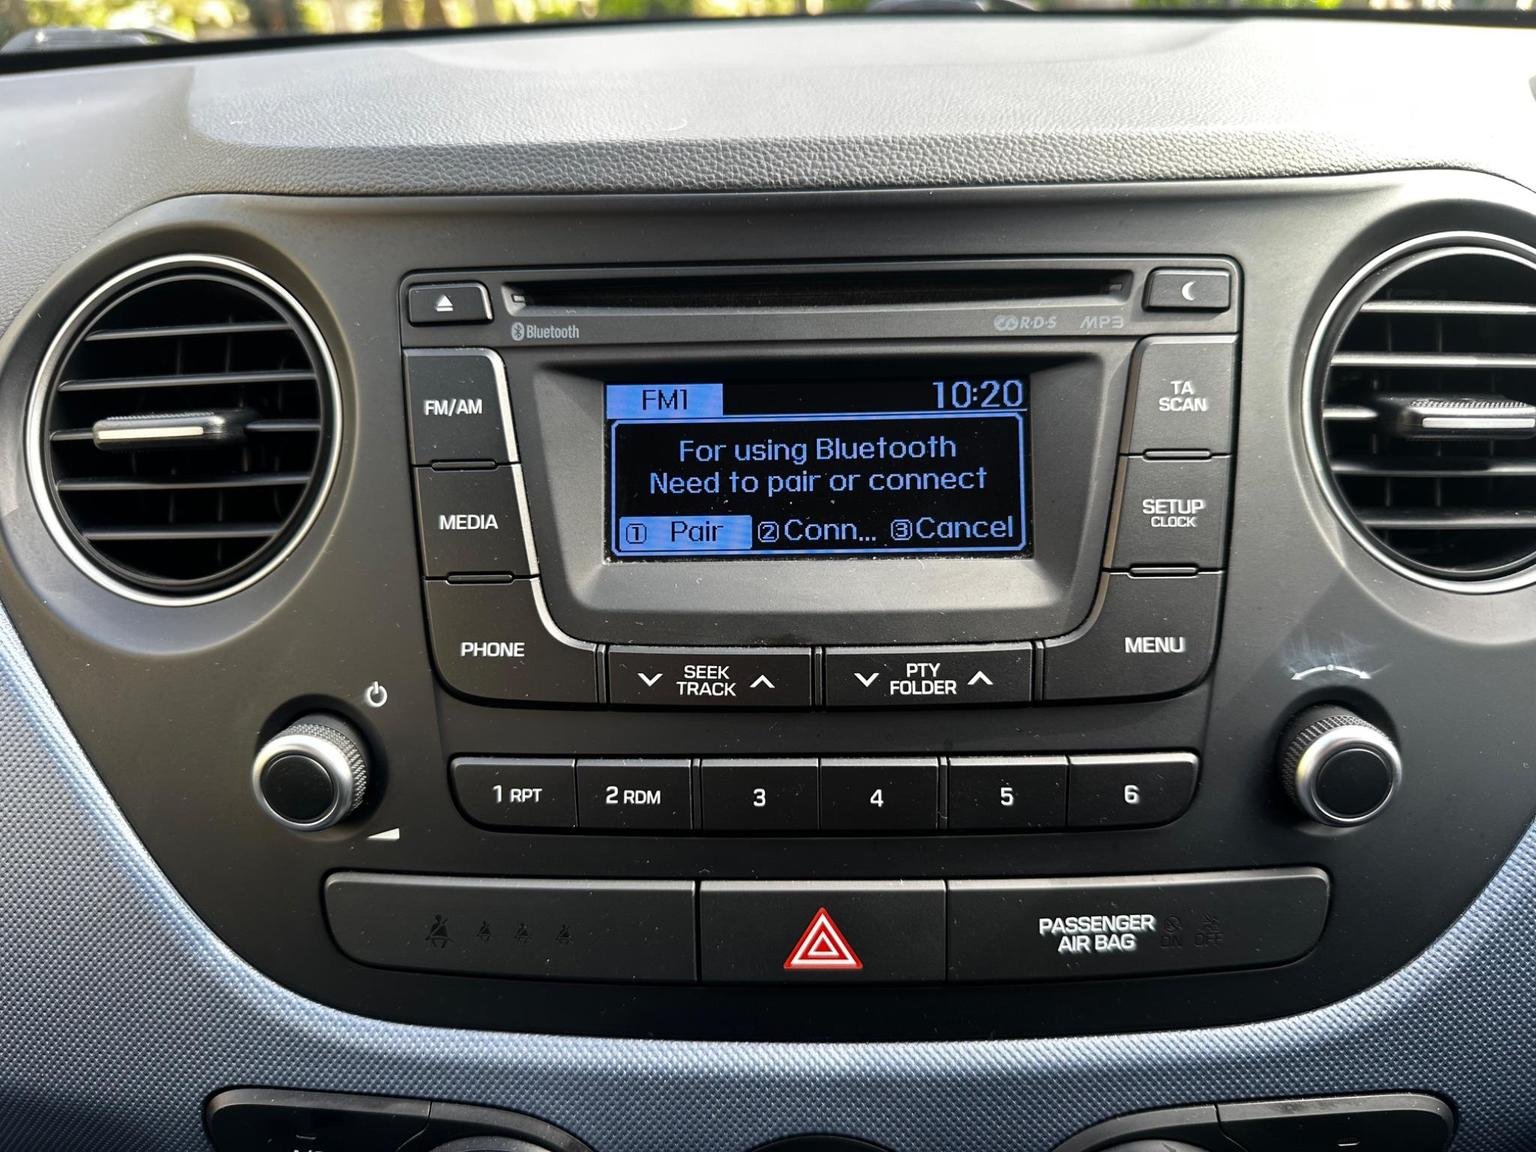 Bluetooth
R·D·S MP3
FM/AM
MEDIA
PHONE
FM1 10:20
For using Bluetooth
Need to pair or connect
1 Pair 2 Conn... 3 Cancel
TA
SCAN
SETUP
CLOCK
MENU
SEEK
TRACK
PTY
FOLDER
1 RPT 2 RDM 3 4 5 6
PASSENGER
AIR BAG
ON OFF